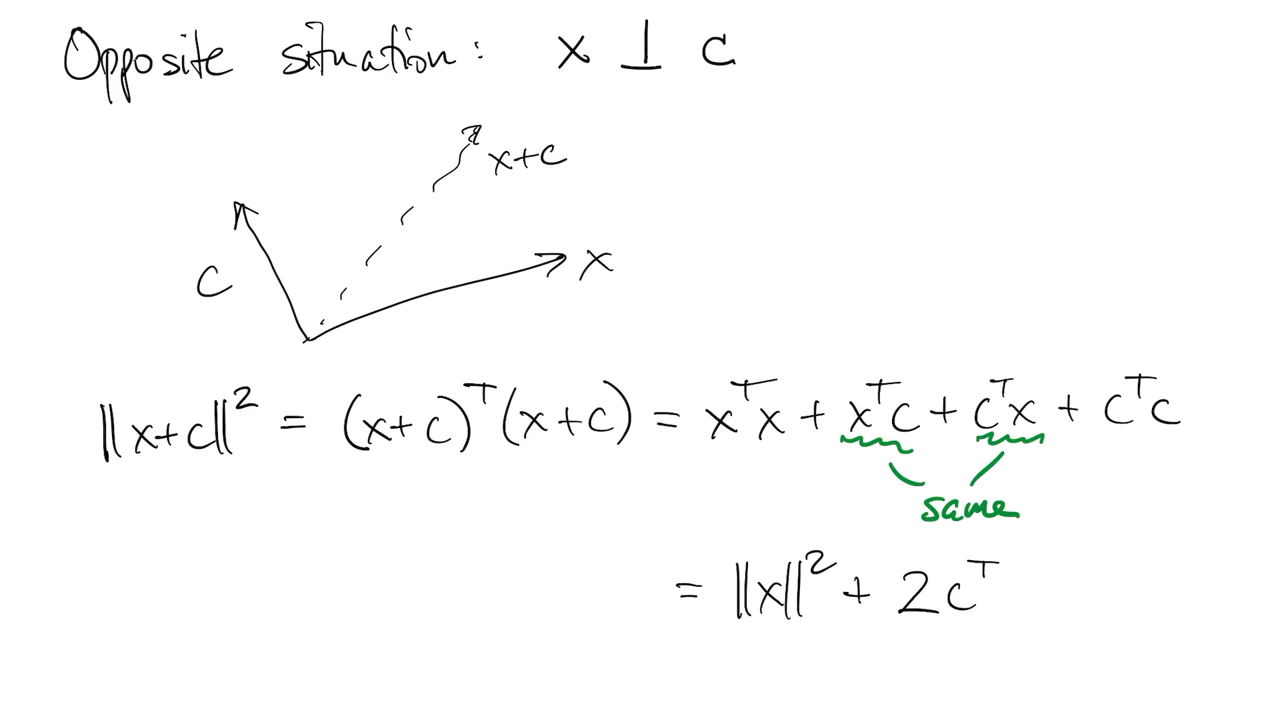 Opposite situation: x ⊥ c
x+c
c
x
||x+c||² = (x+c)ᵀ(x+c) = xᵀx + xᵀc + cᵀx + cᵀc
same
= ||x||² + 2cᵀ